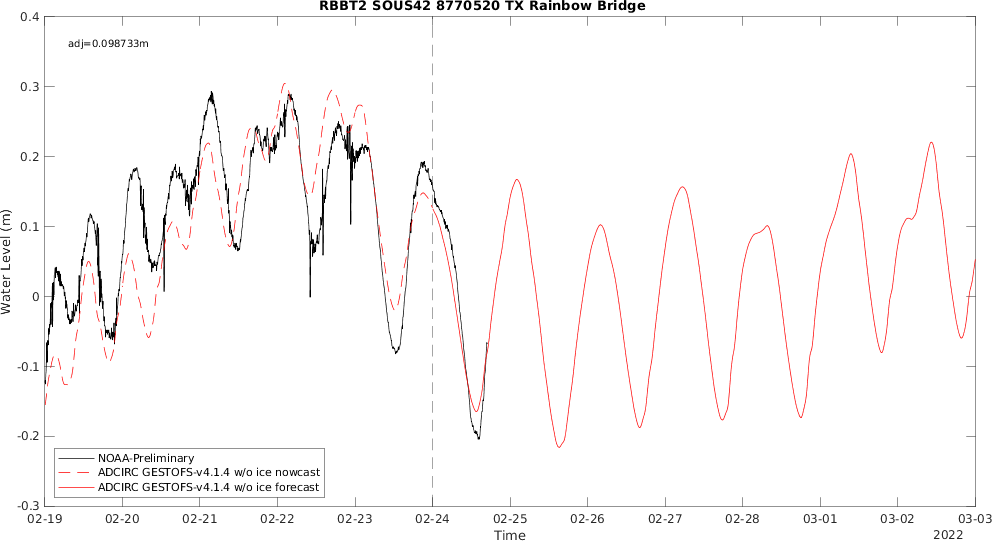 RBBT2 SOUS42 8770520 TX Rainbow Bridge
adj=0.098733m
0.4
0.3
0.2
0.1
0
-0.1
-0.2
-0.3
Water Level (m)
NOAA-Preliminary
ADCIRC GESTOFS-v4.1.4 w/o ice nowcast
ADCIRC GESTOFS-v4.1.4 w/o ice forecast
02-19 02-20 02-21 02-22 02-23 02-24 02-25 02-26 02-27 02-28 03-01 03-02 03-03
Time
2022